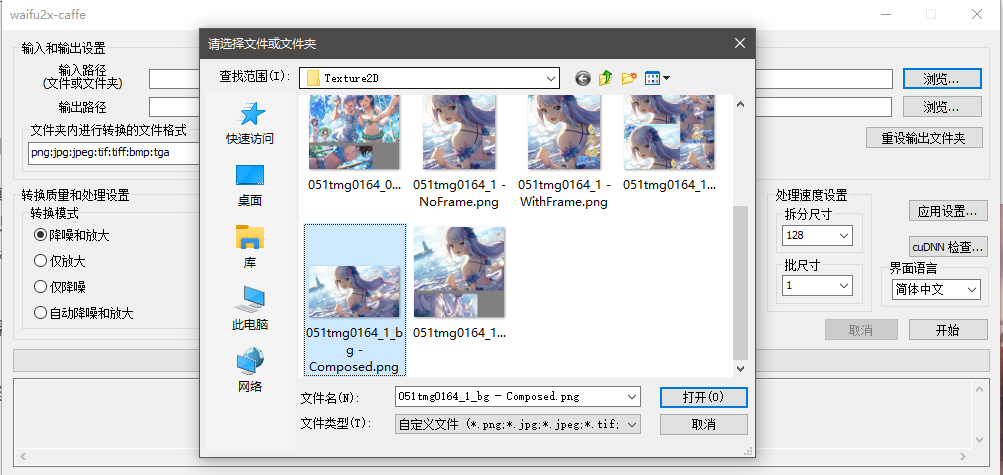 waifu2x-caffe
请选择文件或文件夹
输入和输出设置
输入路径
(文件或文件夹)
浏览...
输出路径
浏览...
文件夹内进行转换的文件格式
png:jpg:jpeg:tif:tiff:bmp:tga
重设输出文件夹
转换质量和处理设置
转换模式
降噪和放大
仅放大
仅降噪
自动降噪和放大
查找范围(I):
Texture2D
快速访问
桌面
库
此电脑
网络
051tmg0164_0...
051tmg0164_1 -
NoFrame.png
051tmg0164_1 -
WithFrame.png
051tmg0164_1...
051tmg0164_1_b
g -
Composed.png
051tmg0164_1...
文件名(N):
051tmg0164_1_bg - Composed.png
打开(O)
文件类型(T):
自定义文件 (*.png;*.jpg;*.jpeg;*.tif;
取消
处理速度设置
拆分尺寸
128
批尺寸
1
应用设置...
cuDNN 检查...
界面语言
简体中文
取消
开始